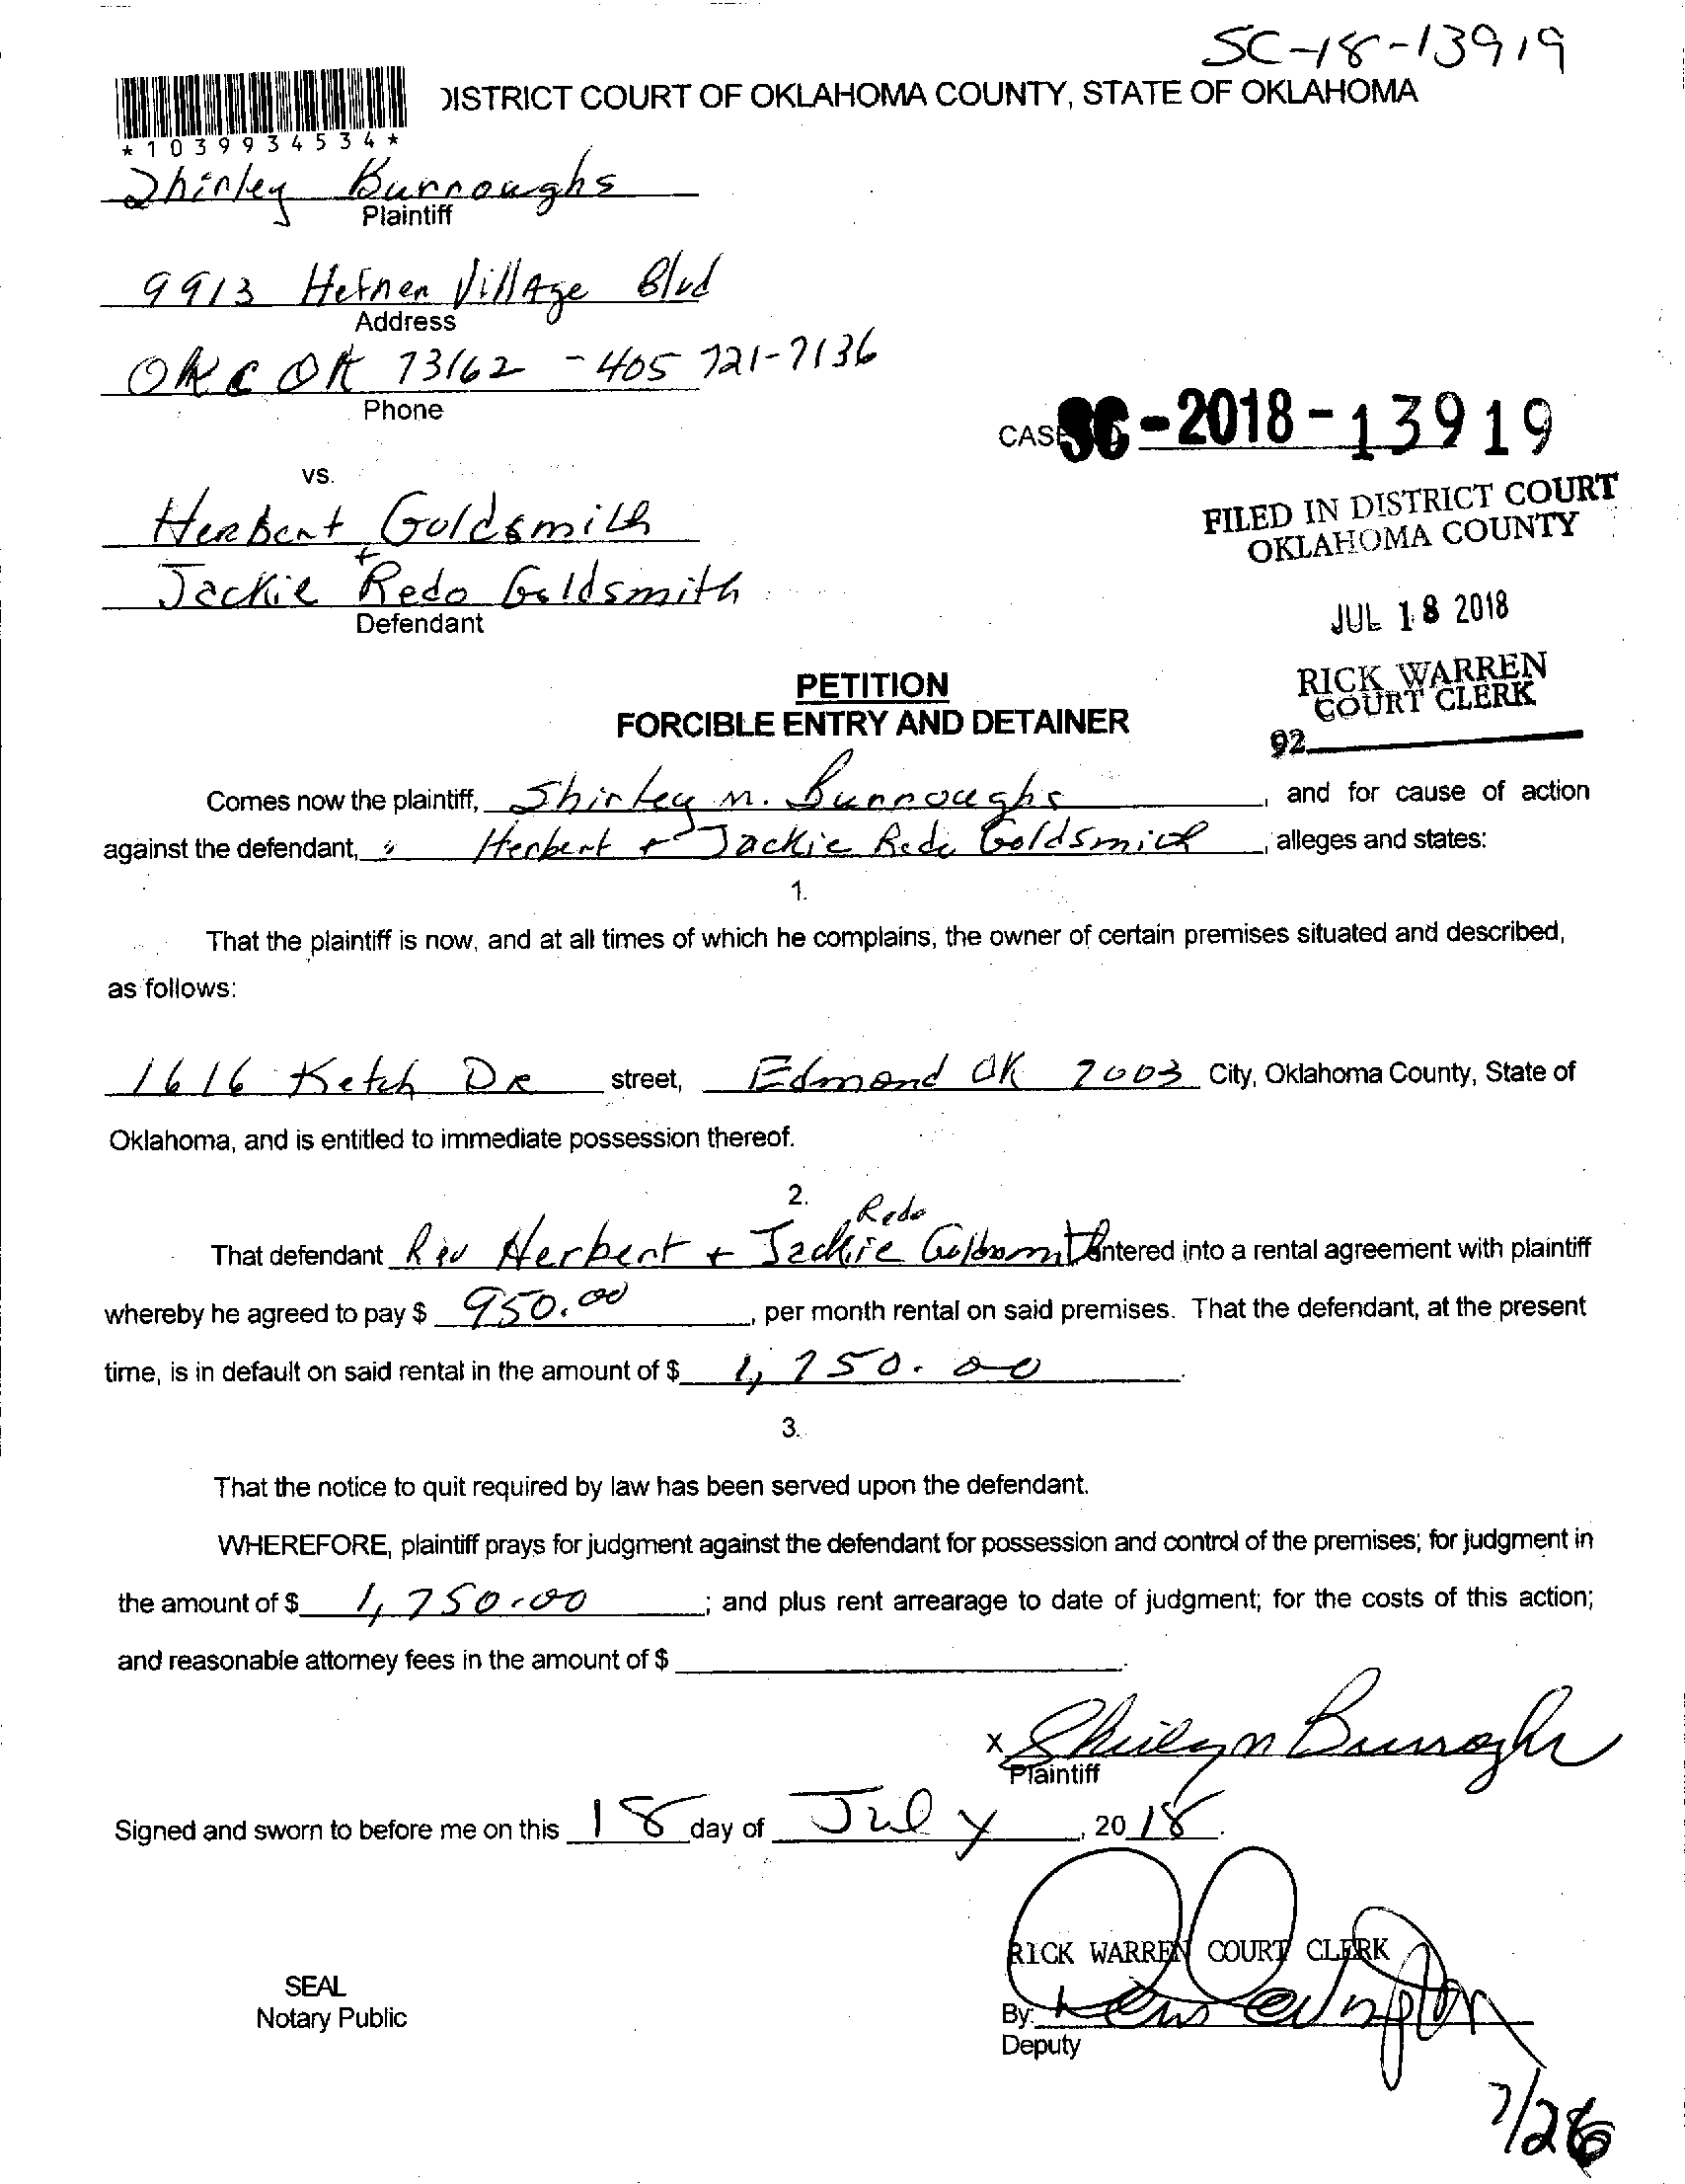 SC-18-13919
DISTRICT COURT OF OKLAHOMA COUNTY, STATE OF OKLAHOMA
*1039934534*
Shirley Burroughs
Plaintiff
9913 Hefner Village Blvd
Address
OKC OK 73162 - 405 721-7136
Phone
CASE SC-2018-13919
vs.
FILED IN DISTRICT COURT
OKLAHOMA COUNTY
Herbert Goldsmith
+
Jackie Redo Goldsmith
Defendant
JUL 18 2018
RICK WARREN
COURT CLERK
92
PETITION
FORCIBLE ENTRY AND DETAINER
Comes now the plaintiff, Shirley M. Burroughs, and for cause of action
against the defendant, Herbert + Jackie Redo Goldsmith, alleges and states:
1.
That the plaintiff is now, and at all times of which he complains, the owner of certain premises situated and described,
as follows:
1616 Ketch DR street, Edmond OK 7003 City, Oklahoma County, State of
Oklahoma, and is entitled to immediate possession thereof.
2.
Redo
That defendant Rev Herbert + Jackie Goldsmith entered into a rental agreement with plaintiff
whereby he agreed to pay $ 950.00, per month rental on said premises. That the defendant, at the present
time, is in default on said rental in the amount of $ 1,750.00.
3.
That the notice to quit required by law has been served upon the defendant.
WHEREFORE, plaintiff prays for judgment against the defendant for possession and control of the premises; for judgment in
the amount of $ 1,750.00; and plus rent arrearage to date of judgment; for the costs of this action;
and reasonable attorney fees in the amount of $ .
x Shirley M Burroughs
Plaintiff
Signed and sworn to before me on this 18 day of July, 2018.
RICK WARREN COURT CLERK
SEAL
Notary Public
By:
Deputy
7/26